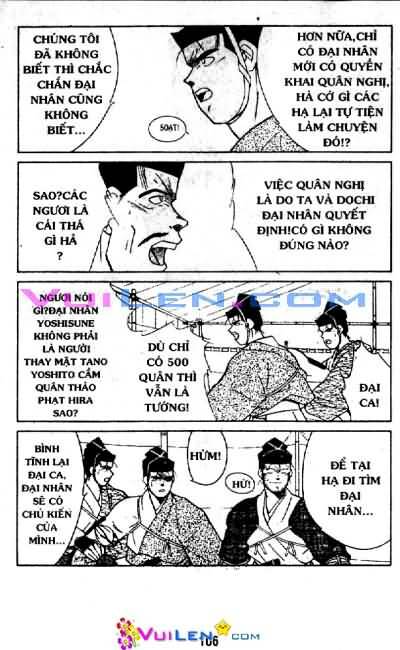 HƠN NỮA,CHỈ
CÓ ĐẠI NHÂN
MỚI CÓ QUYỀN
KHAI QUÂN NGHỊ,
HÀ CỚ GÌ CÁC
HẠ LẠI TỰ TIỆN
LÀM CHUYỆN
ĐÓ!?
CHÚNG TÔI
ĐÃ KHÔNG
BIẾT THÌ CHẮC
CHẮN ĐẠI
NHÂN CŨNG
KHÔNG
BIẾT...
SOẠT!
VIỆC QUÂN NGHỊ
LÀ DO TA VÀ DOCHI
ĐẠI NHÂN QUYẾT
ĐỊNH!CÓ GÌ KHÔNG
ĐÚNG NÀO?
SAO?CÁC
NGƯƠI LÀ
CÁI THÁ
GÌ HẢ
?
ĐẠI
CA!
DÙ CHỈ
CÓ 500
QUÂN THÌ
VẪN LÀ
TƯỚNG!
NGƯƠI NÓI
GÌ?ĐẠI NHÂN
YOSHISUNE
KHÔNG PHẢI
LÀ NGƯỜI
THAY MẶT TANO
YOSHITO CẦM
QUÂN THẢO
PHẠT HIRA
SAO?
VUILEN.COM
ĐỂ TẠI
HẠ ĐI TÌM
ĐẠI
NHÂN...
HỪ!
HỪM!
BÌNH
TĨNH LẠI
ĐẠI CA,
ĐẠI NHÂN
SẼ CÓ
CHỦ KIẾN
CỦA
MÌNH...
VUILEN.COM
106